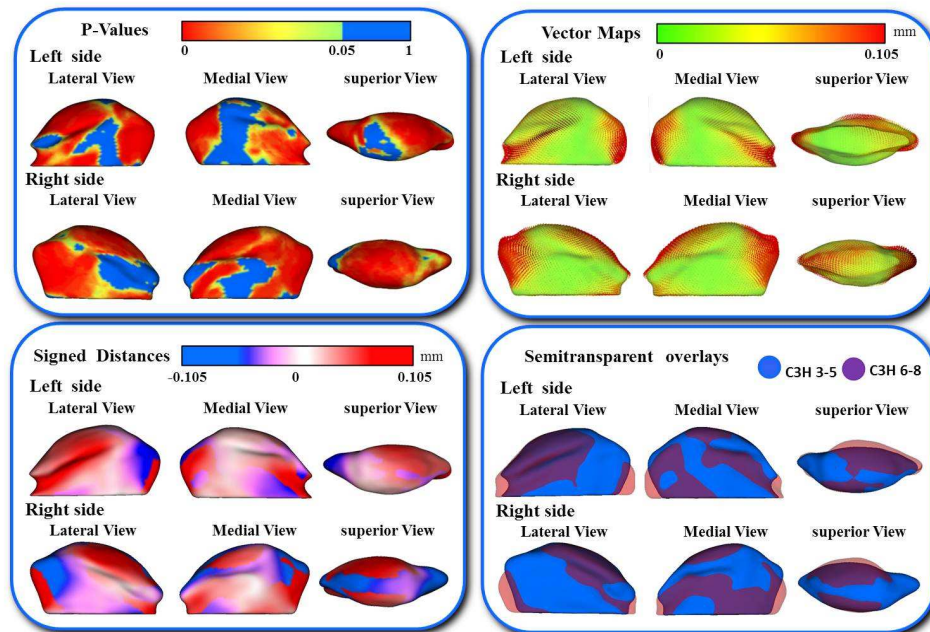 P-Values
0 0.05 1
Left side
Lateral View Medial View superior View
Right side
Lateral View Medial View superior View
Vector Maps
mm
0 0.105
Left side
Lateral View Medial View superior View
Right side
Lateral View Medial View superior View
Signed Distances
mm
-0.105 0 0.105
Left side
Lateral View Medial View superior View
Right side
Lateral View Medial View superior View
Semitransparent overlays
C3H 3-5 C3H 6-8
Left side
Lateral View Medial View superior View
Right side
Lateral View Medial View superior View